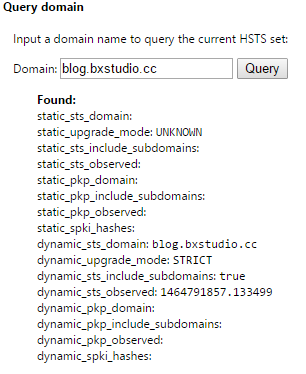 Query domain
Input a domain name to query the current HSTS set:
Domain: blog.bxstudio.cc Query
Found:
static_sts_domain:
static_upgrade_mode: UNKNOWN
static_sts_include_subdomains:
static_sts_observed:
static_pkp_domain:
static_pkp_include_subdomains:
static_pkp_observed:
static_spki_hashes:
dynamic_sts_domain: blog.bxstudio.cc
dynamic_upgrade_mode: STRICT
dynamic_sts_include_subdomains: true
dynamic_sts_observed: 1464791857.133499
dynamic_pkp_domain:
dynamic_pkp_include_subdomains:
dynamic_pkp_observed:
dynamic_spki_hashes: